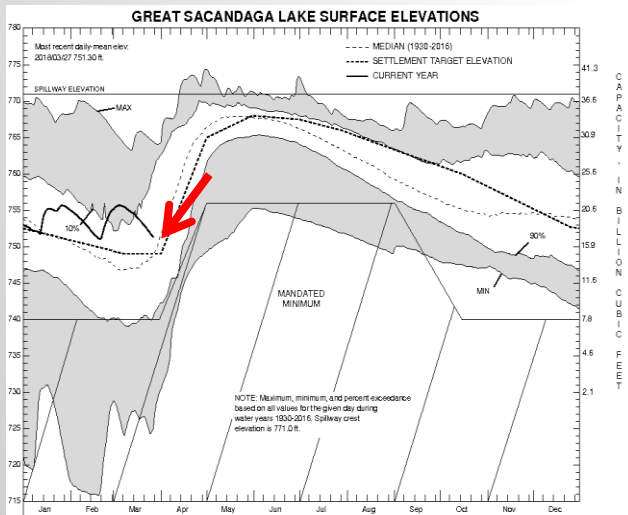 GREAT SACANDAGA LAKE SURFACE ELEVATIONS
780
Most recent daily-mean elev:
2018/03/27 751.30 ft.
MEDIAN (1930-2016)
SETTLEMENT TARGET ELEVATION
CURRENT YEAR
775
SPILLWAY ELEVATION
MAX
41.3
770
36.6
765
30.9
760
25.6
755
10%
20.6
750
15.9
90%
745
11.6
MANDATED
MINIMUM
MIN
740
7.8
735
4.6
730
2.1
NOTE: Maximum, minimum, and percent exceedance
based on all values for the given day during
water years 1930-2016. Spillway crest
elevation is 771.0 ft.
725
720
715
Jan Feb Mar Apr May Jun Jul Aug Sep Oct Nov Dec
CAPACITY - IN BILLION CUBIC FEET